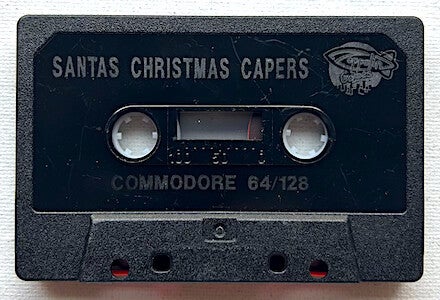 SANTAS CHRISTMAS CAPERS
100 50 0
COMMODORE 64/128